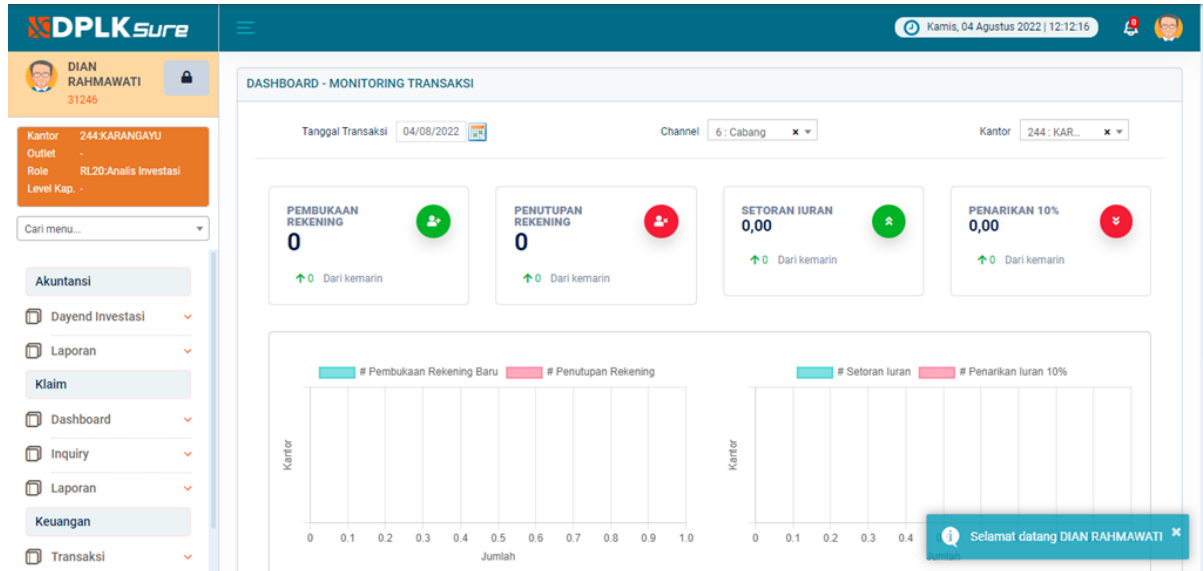 DPLKsure
Kamis, 04 Agustus 2022 | 12:12:16
DIAN
RAHMAWATI
31246
Kantor 244:KARANGAYU
Outlet -
Role RL20:Analis Investasi
Level Kap. -
Cari menu...
Akuntansi
Dayend Investasi
Laporan
Klaim
Dashboard
Inquiry
Laporan
Keuangan
Transaksi
DASHBOARD - MONITORING TRANSAKSI
Tanggal Transaksi 04/08/2022
Channel 6 : Cabang ×
Kantor 244 : KAR... ×
PEMBUKAAN
REKENING
0
0 Dari kemarin
PENUTUPAN
REKENING
0
0 Dari kemarin
SETORAN IURAN
0,00
0 Dari kemarin
PENARIKAN 10%
0,00
0 Dari kemarin
# Pembukaan Rekening Baru # Penutupan Rekening
Kantor
0 0.1 0.2 0.3 0.4 0.5 0.6 0.7 0.8 0.9 1.0
Jumlah
# Setoran Iuran # Penarikan Iuran 10%
Kantor
0 0.1 0.2 0.3 0.4
Jumlah
Selamat datang DIAN RAHMAWATI ×